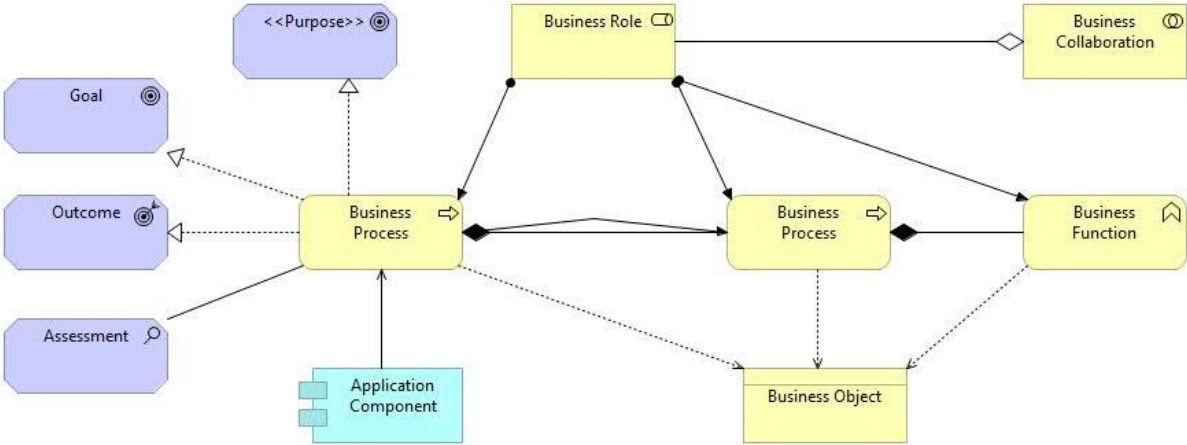 <<Purpose>>
Business Role
Business
Collaboration
Goal
Outcome
Business
Process
Business
Process
Business
Function
Assessment
Application
Component
Business Object